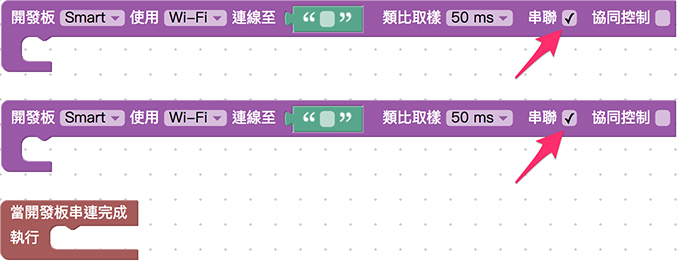 開發板 Smart 使用 Wi-Fi 連線至 “ ” 類比取樣 50 ms 串聯 協同控制
開發板 Smart 使用 Wi-Fi 連線至 “ ” 類比取樣 50 ms 串聯 協同控制
當開發板串連完成
執行